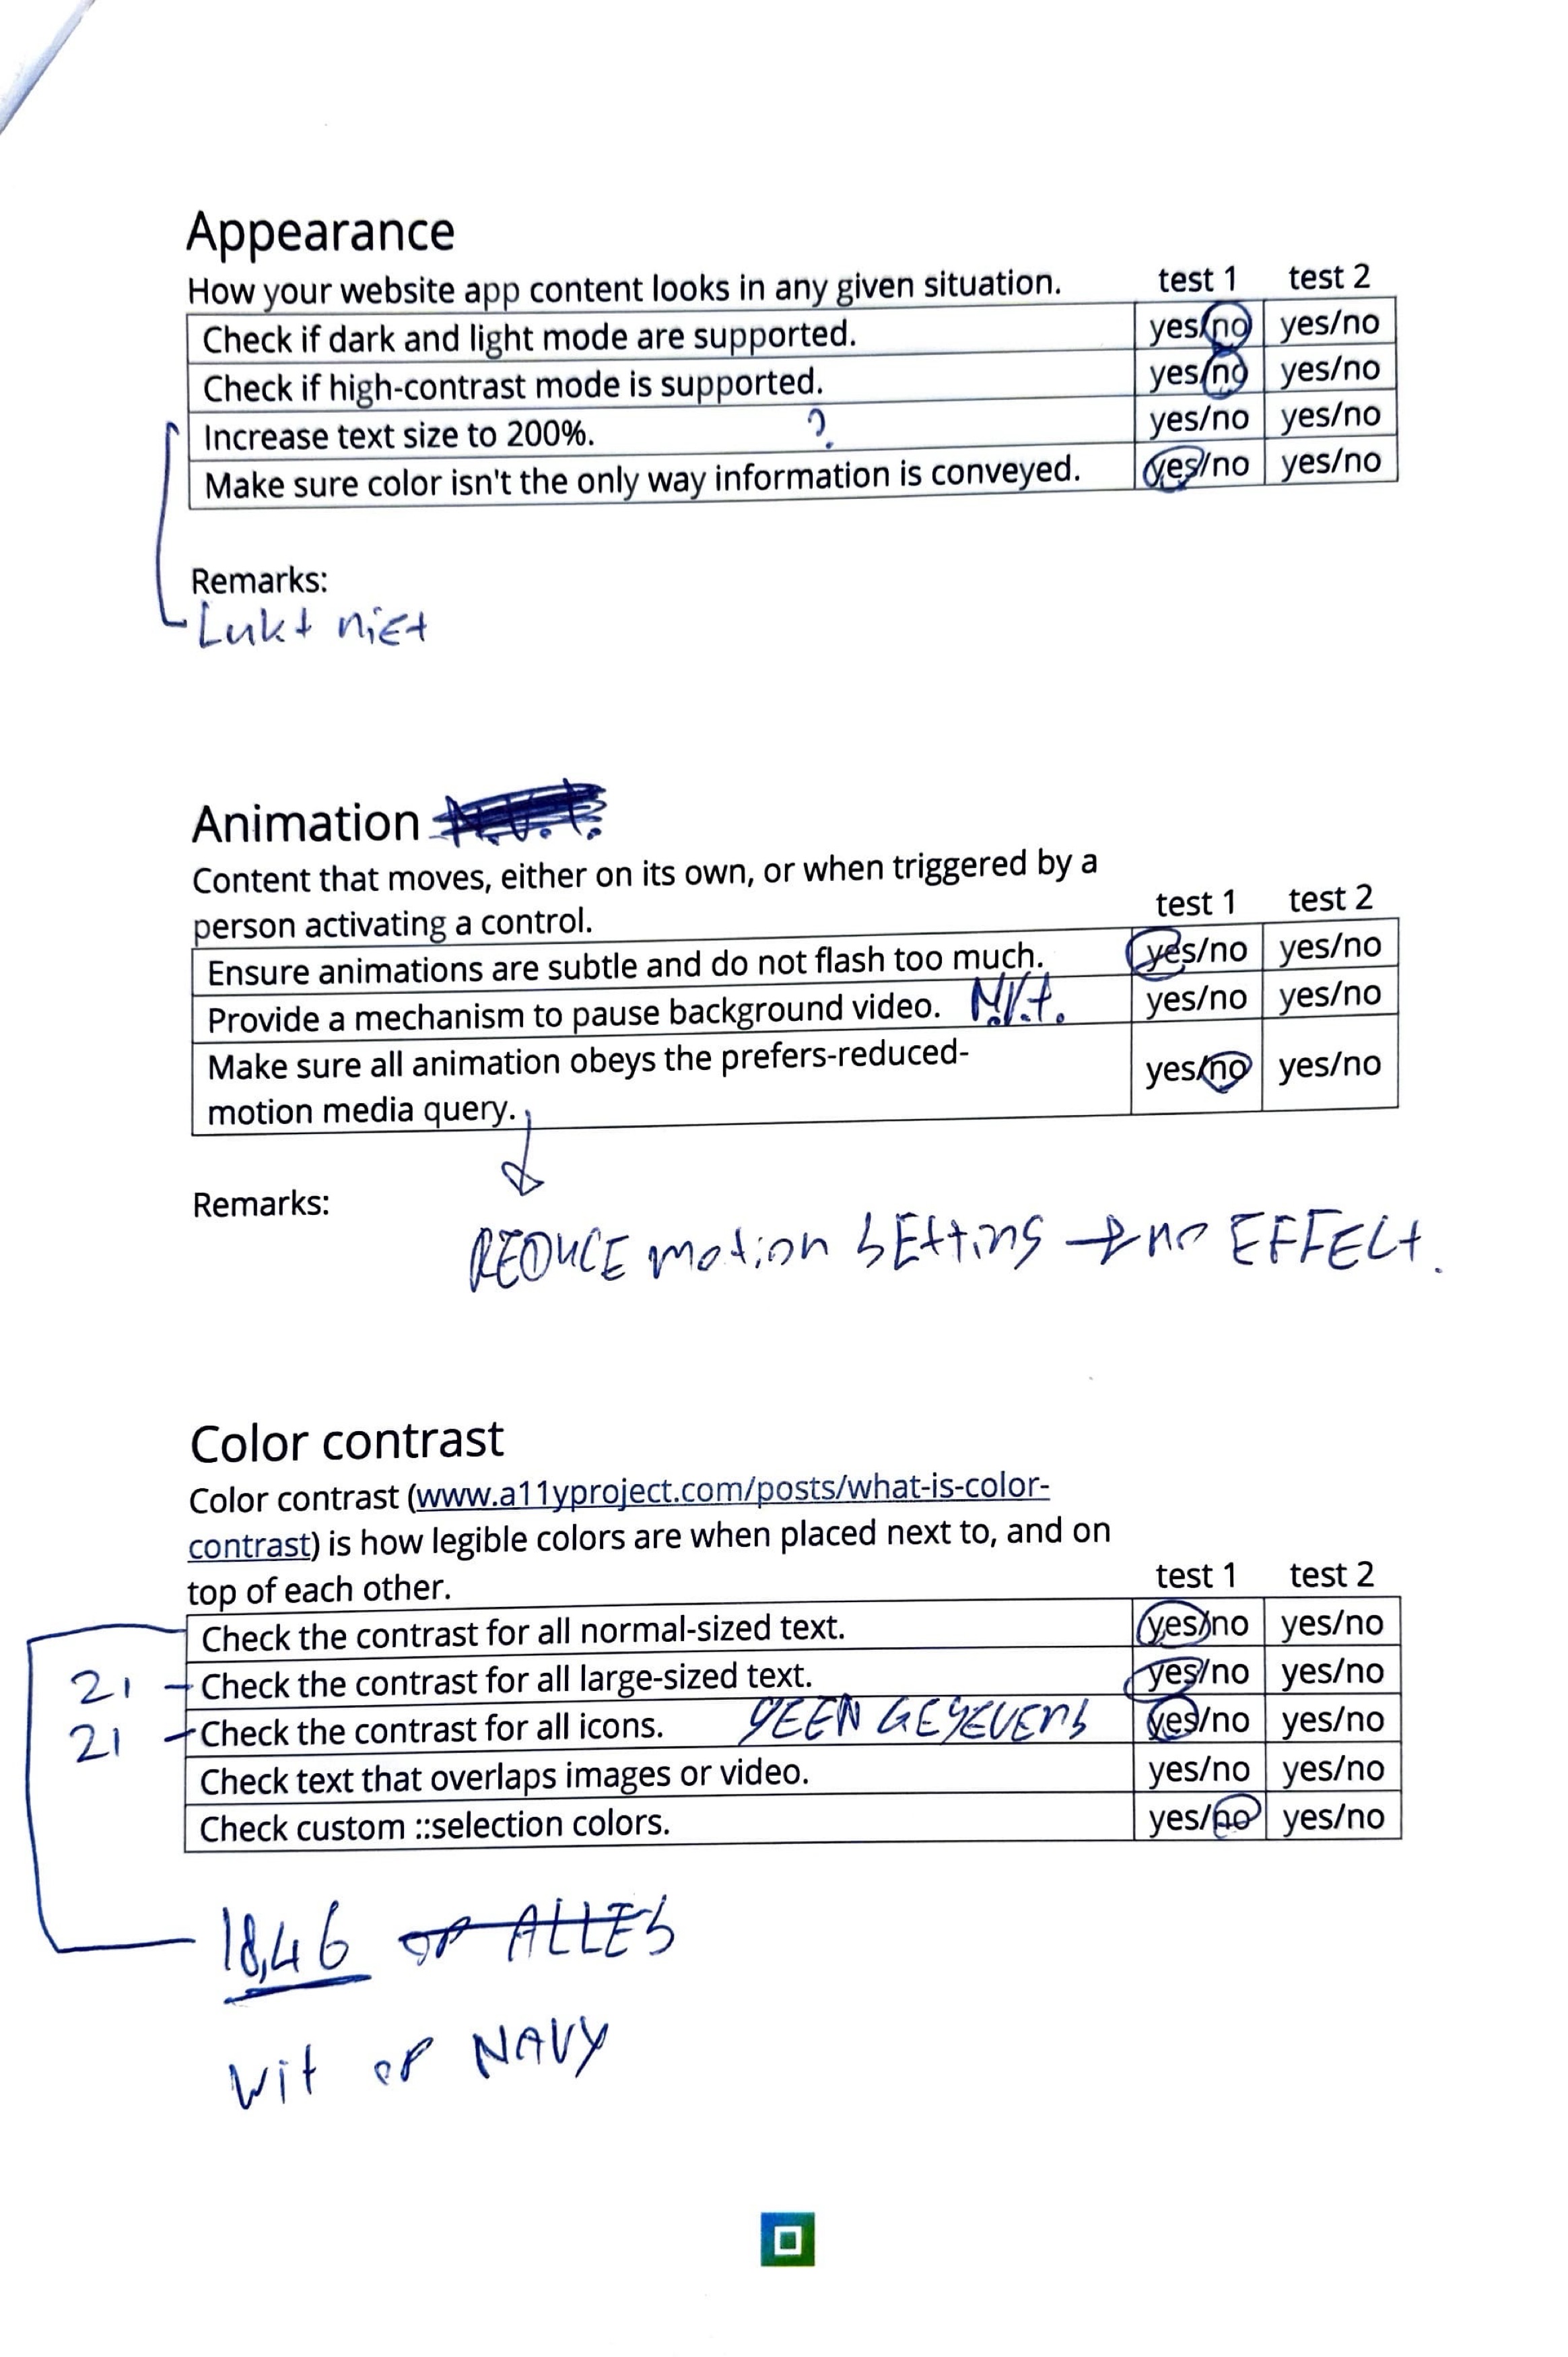 Appearance
How your website app content looks in any given situation. test 1 test 2
Check if dark and light mode are supported. yes/no yes/no
Check if high-contrast mode is supported. yes/no yes/no
Increase text size to 200%. ? yes/no yes/no
Make sure color isn't the only way information is conveyed. yes/no yes/no
Remarks:
Lukt niet
Animation N.V.t.
Content that moves, either on its own, or when triggered by a
person activating a control. test 1 test 2
Ensure animations are subtle and do not flash too much. yes/no yes/no
Provide a mechanism to pause background video. N.V.t. yes/no yes/no
Make sure all animation obeys the prefers-reduced-
motion media query. yes/no yes/no
Remarks:
REDUCE motion SEtting → no EFFEct.
Color contrast
Color contrast (www.a11yproject.com/posts/what-is-color-
contrast) is how legible colors are when placed next to, and on
top of each other. test 1 test 2
Check the contrast for all normal-sized text. yes/no yes/no
21 Check the contrast for all large-sized text. yes/no yes/no
21 Check the contrast for all icons. GEEN GEGEVENS yes/no yes/no
Check text that overlaps images or video. yes/no yes/no
Check custom ::selection colors. yes/no yes/no
18,46 OP ALLES
Wit op NAVY